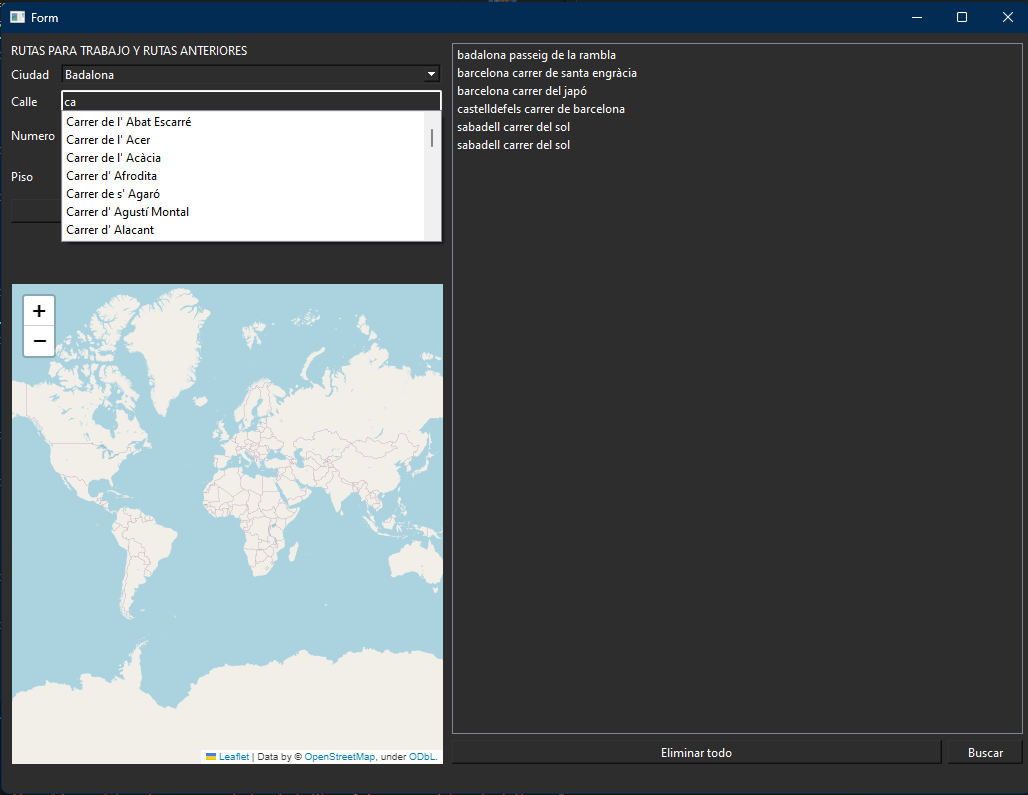 Form
RUTAS PARA TRABAJO Y RUTAS ANTERIORES
Ciudad
Badalona
Calle
ca
Carrer de l' Abat Escarré
Carrer de l' Acer
Carrer de l' Acàcia
Carrer d' Afrodita
Carrer de s' Agaró
Carrer d' Agustí Montal
Carrer d' Alacant
Numero
Piso
+
−
Leaflet | Data by © OpenStreetMap, under ODbL.
badalona passeig de la rambla
barcelona carrer de santa engràcia
barcelona carrer del japó
castelldefels carrer de barcelona
sabadell carrer del sol
sabadell carrer del sol
Eliminar todo
Buscar